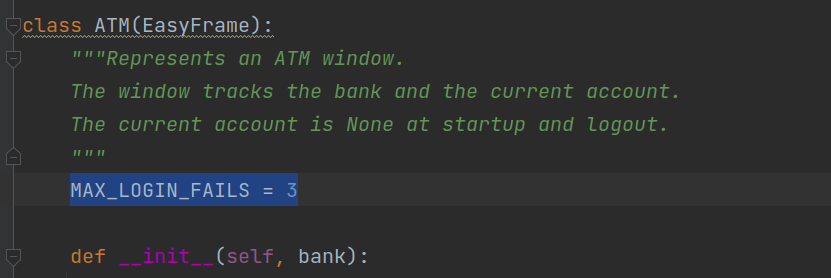 class ATM(EasyFrame):
"""Represents an ATM window.
The window tracks the bank and the current account.
The current account is None at startup and logout.
"""
MAX_LOGIN_FAILS = 3
def __init__(self, bank):